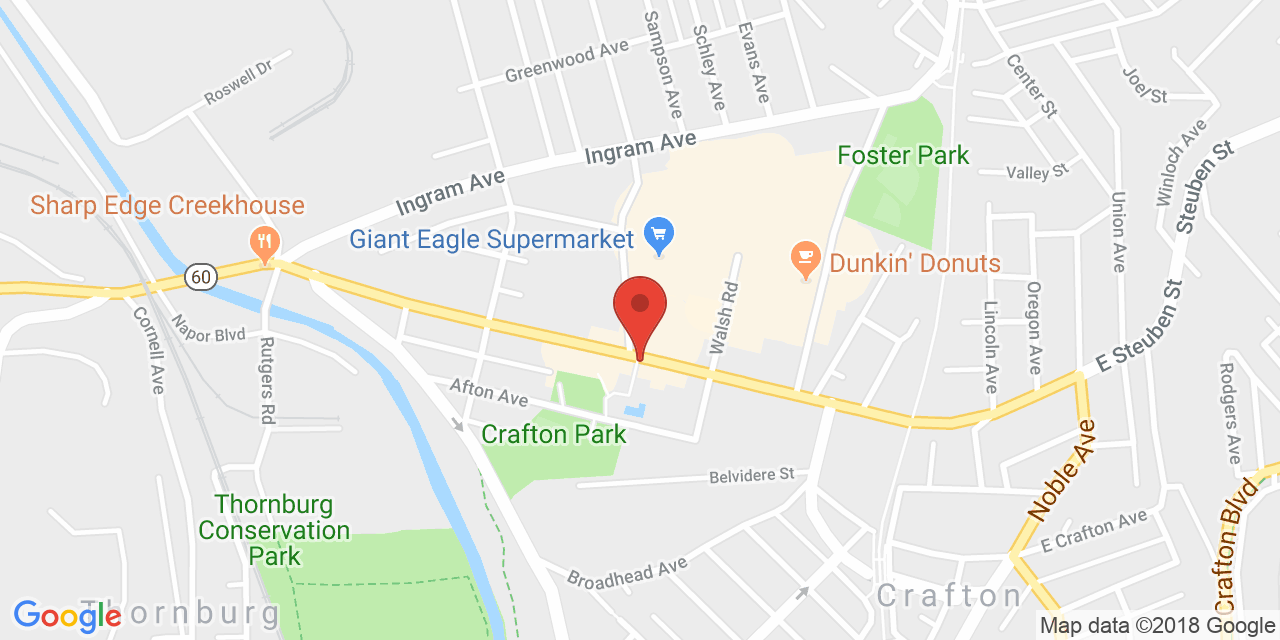 Sampson Ave
Schley Ave
Evans Ave
Greenwood Ave
Roswell Dr
Center St
Joel St
Ingram Ave
Foster Park
Valley St
Winloch Ave
Steuben St
Ingram Ave
Sharp Edge Creekhouse
Union Ave
Giant Eagle Supermarket
Dunkin' Donuts
60
Walsh Rd
Cornell Ave
Napor Blvd
Rutgers Rd
Lincoln Ave
Oregon Ave
E Steuben St
Afton Ave
Rodgers Ave
Crafton Park
Noble Ave
Belvidere St
Thornburg
Conservation
Park
Crafton Blvd
E Crafton Ave
Broadhead Ave
Crafton
Thornburg
Google
Map data ©2018 Google